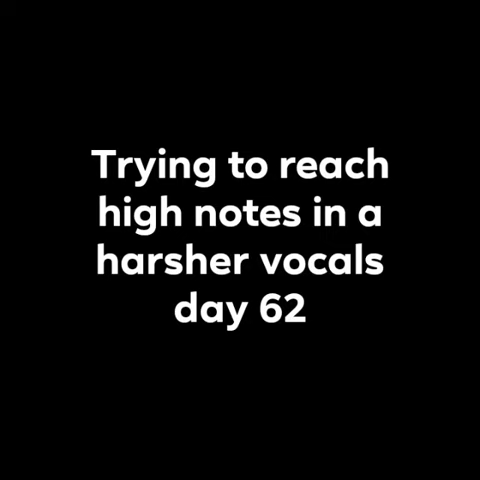 Trying to reach
high notes in a
harsher vocals
day 62